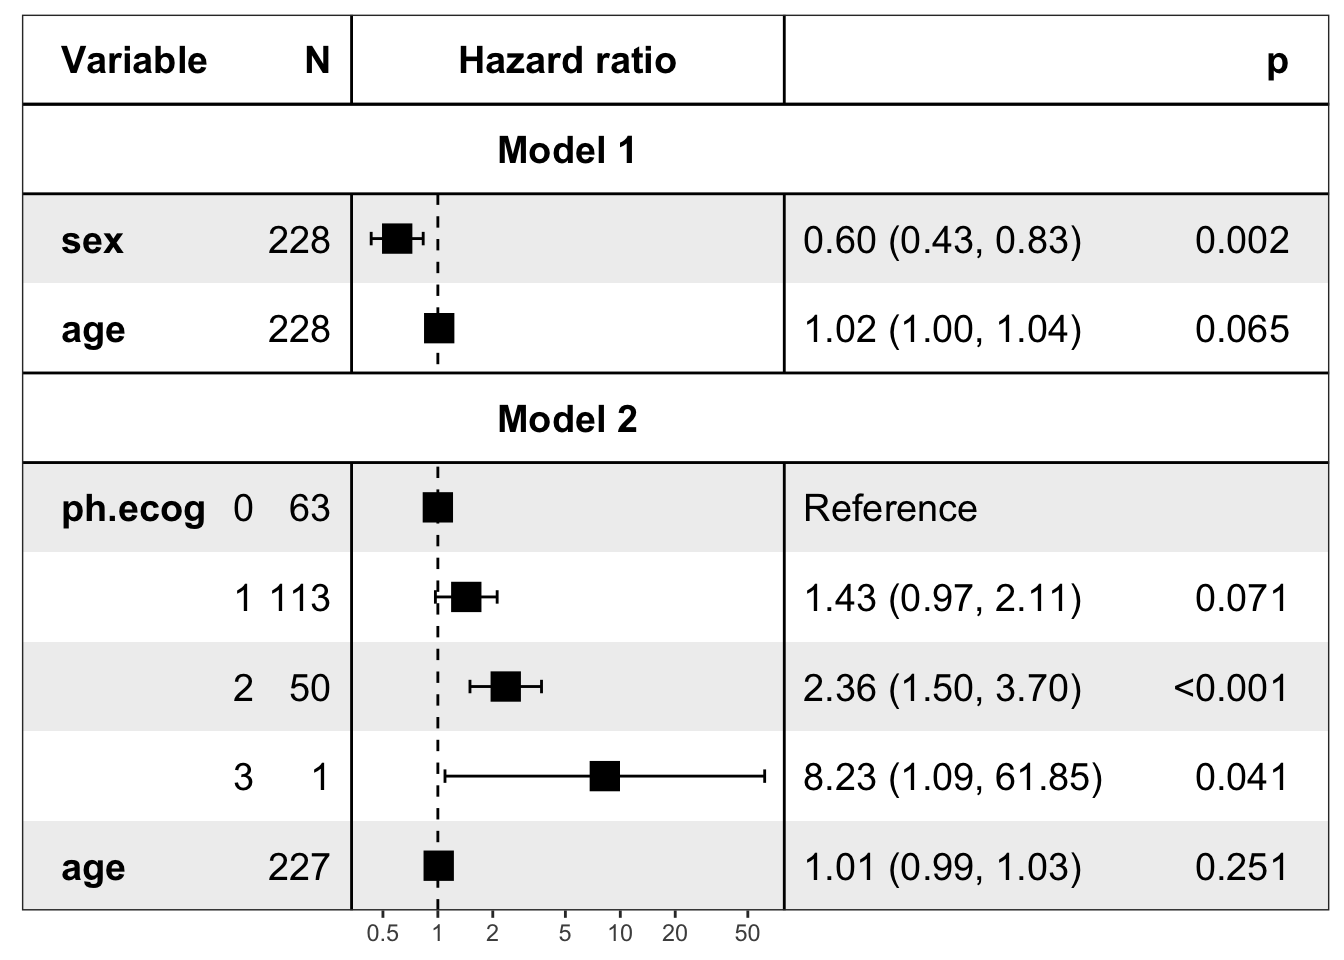 Variable N Hazard ratio p
Model 1
sex 228 0.60 (0.43, 0.83) 0.002
age 228 1.02 (1.00, 1.04) 0.065
Model 2
ph.ecog 0 63 Reference
1 113 1.43 (0.97, 2.11) 0.071
2 50 2.36 (1.50, 3.70) <0.001
3 1 8.23 (1.09, 61.85) 0.041
age 227 1.01 (0.99, 1.03) 0.251
0.5 1 2 5 10 20 50